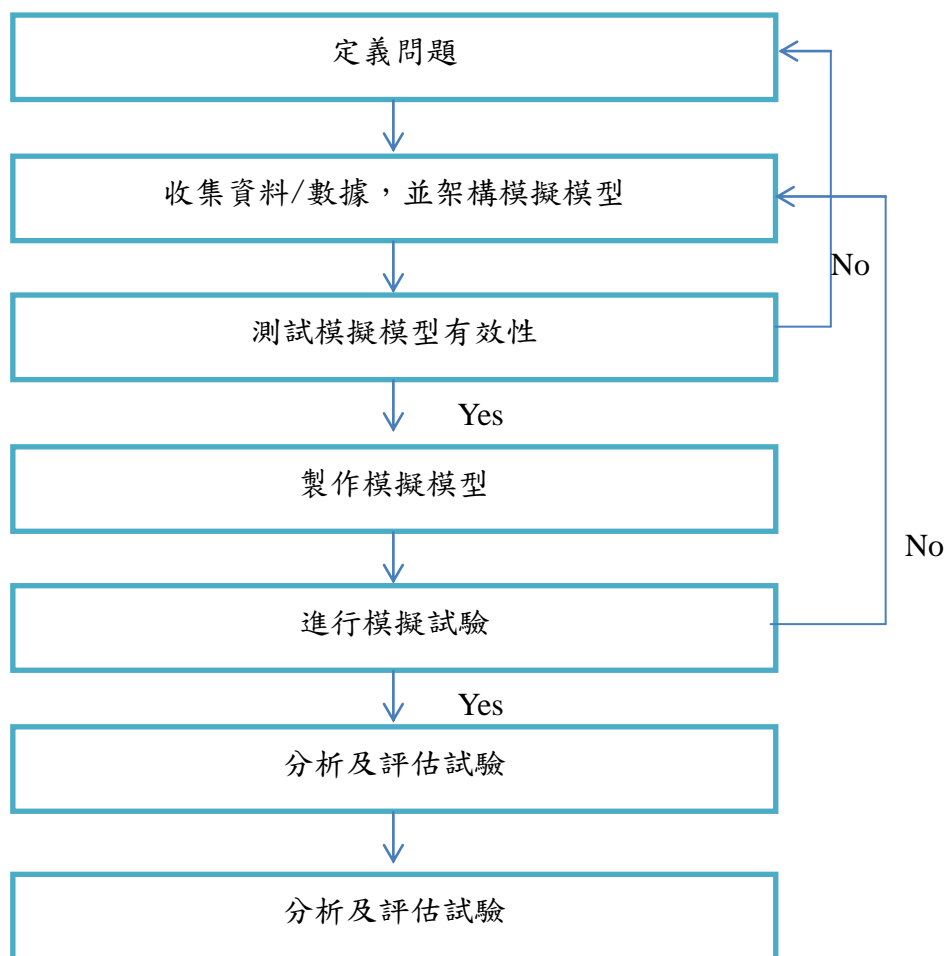 定義問題
收集資料/數據，並架構模擬模型
No
測試模擬模型有效性
Yes
製作模擬模型
No
進行模擬試驗
Yes
分析及評估試驗
分析及評估試驗